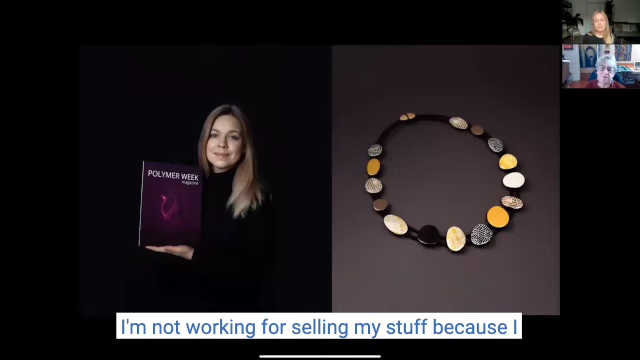 POLYMER WEEK
magazine
I'm not working for selling my stuff because I